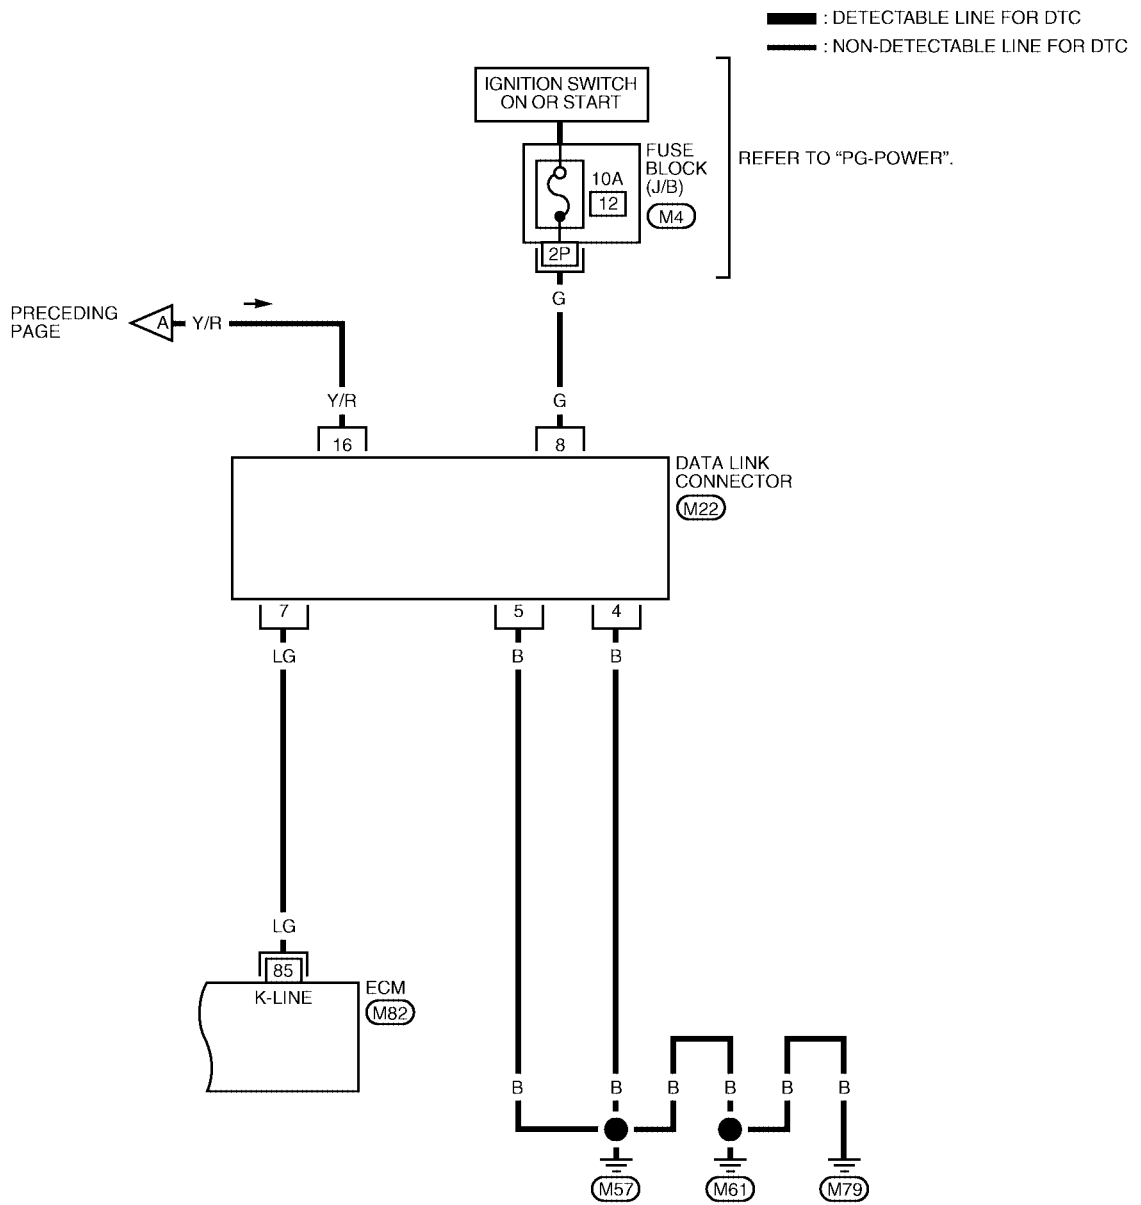 : DETECTABLE LINE FOR DTC
: NON-DETECTABLE LINE FOR DTC
IGNITION SWITCH
ON OR START
FUSE
BLOCK
(J/B)
M4
10A
12
2P
REFER TO “PG-POWER”.
G
PRECEDING
PAGE
A
Y/R
Y/R
G
16
8
DATA LINK
CONNECTOR
M22
7
5
4
LG
B
B
LG
85
K-LINE
ECM
M82
B
B
B
B
B
B
M57
M61
M79